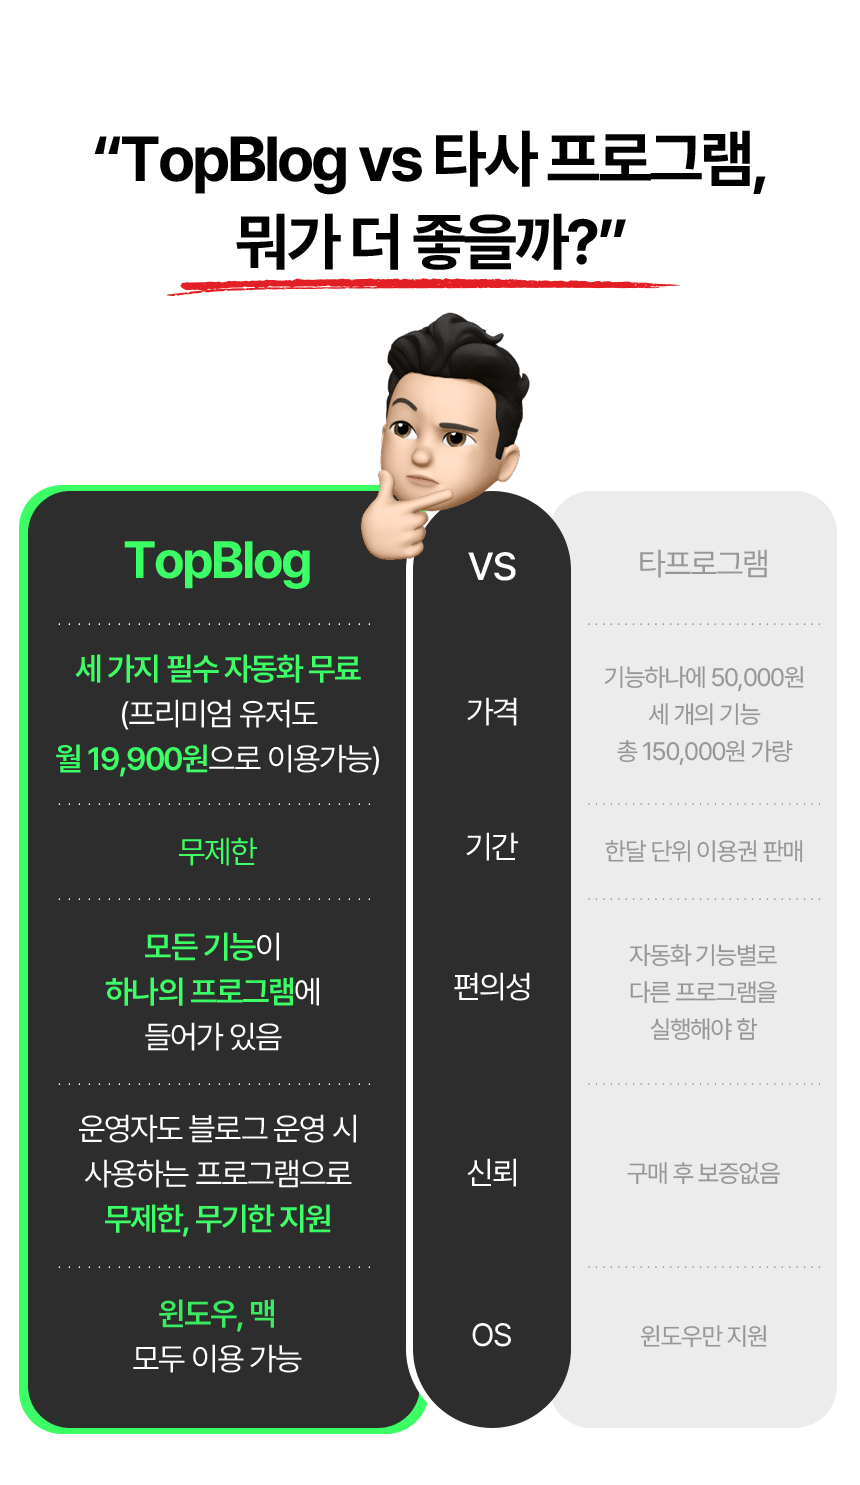 “TopBlog vs 타사 프로그램,
뭐가 더 좋을까?”
TopBlog
vs
타프로그램
세 가지 필수 자동화 무료
(프리미엄 유저도
월 19,900원으로 이용가능)
가격
기능하나에 50,000원
세 개의 기능
총 150,000원 가량
무제한
기간
한달 단위 이용권 판매
모든 기능이
하나의 프로그램에
들어가 있음
편의성
자동화 기능별로
다른 프로그램을
실행해야 함
운영자도 블로그 운영 시
사용하는 프로그램으로
무제한, 무기한 지원
신뢰
구매 후 보증없음
윈도우, 맥
모두 이용 가능
OS
윈도우만 지원